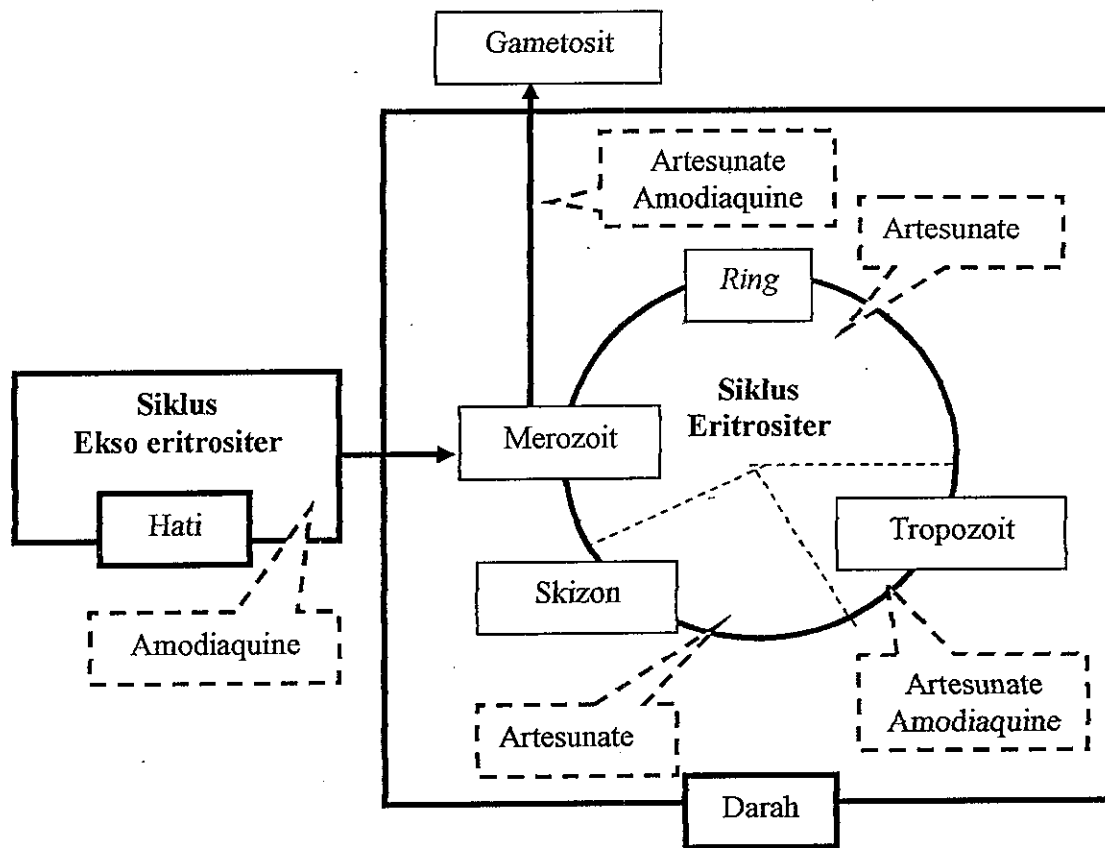 Gametosit
Artesunate
Amodiaquine
Artesunate
Ring
Siklus
Ekso eritrositer
Siklus
Eritrositer
Merozoit
Hati
Tropozoit
Skizon
Amodiaquine
Artesunate
Amodiaquine
Artesunate
Darah